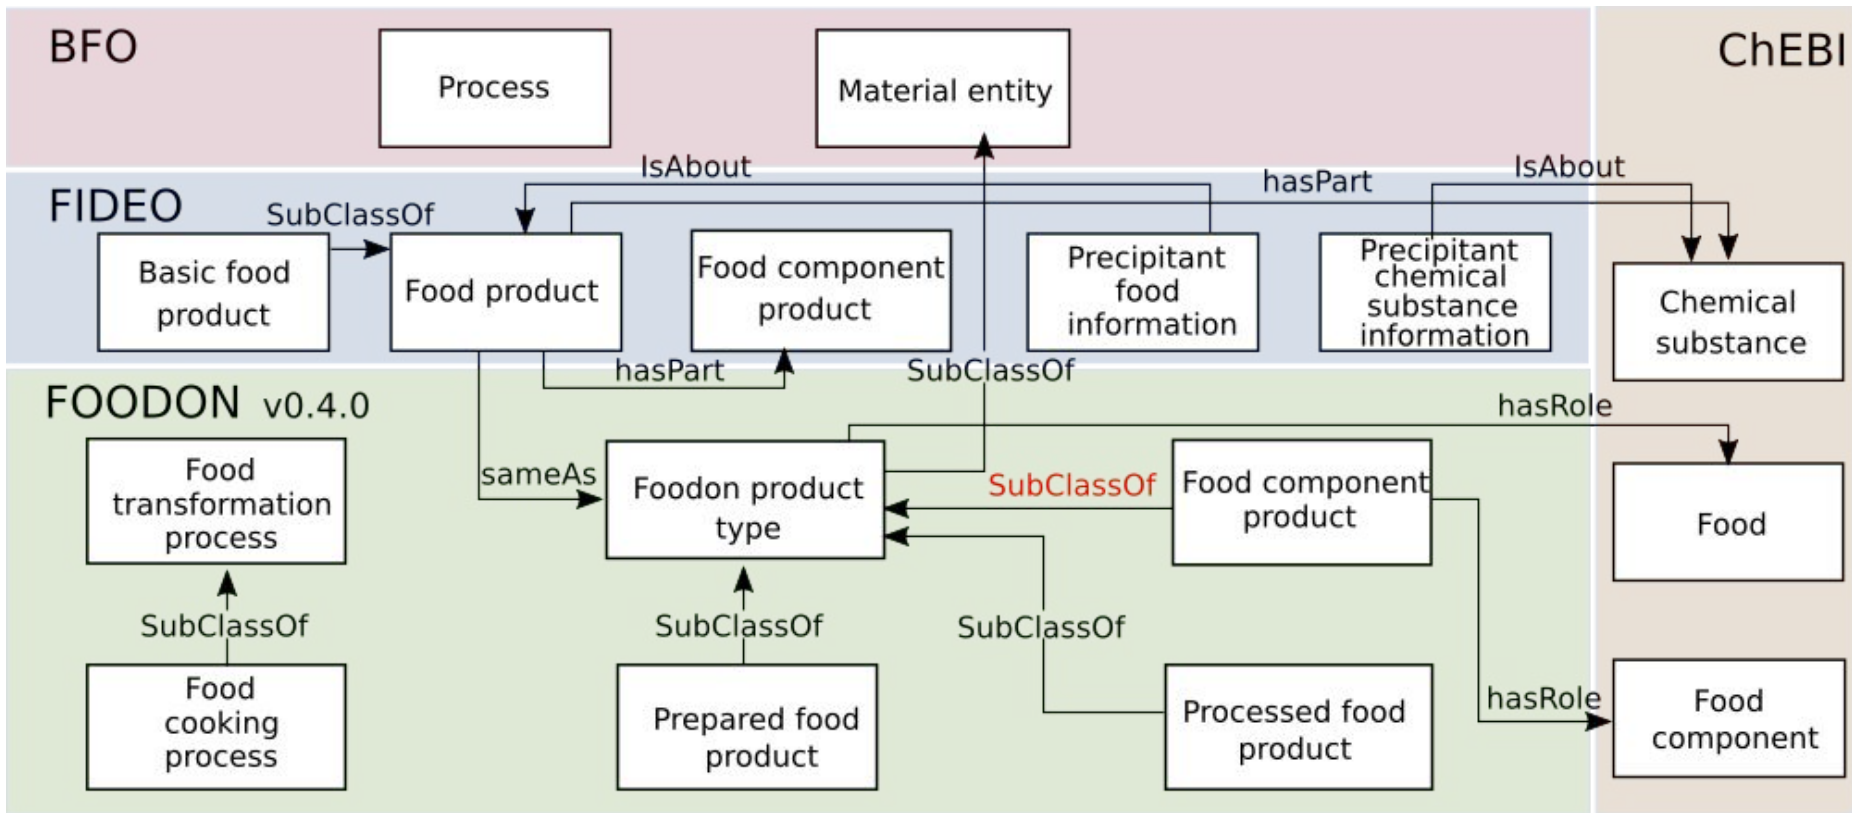 BFO
Process
Material entity
ChEBI
IsAbout
hasPart
IsAbout
FIDEO
SubClassOf
Basic food
product
Food product
Food component
product
Precipitant
food
information
Precipitant
chemical
substance
information
Chemical
substance
hasPart
SubClassOf
FOODON v0.4.0
hasRole
Food
transformation
process
sameAs
Foodon product
type
SubClassOf
Food component
product
Food
SubClassOf
SubClassOf
SubClassOf
Food
cooking
process
Prepared food
product
Processed food
product
hasRole
Food
component